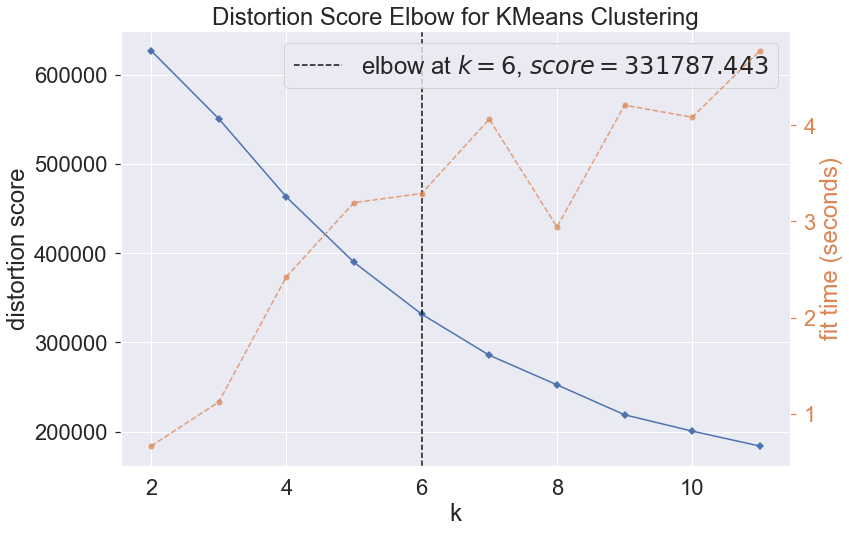 Distortion Score Elbow for KMeans Clustering
elbow at k = 6, score = 331787.443
distortion score
600000
500000
400000
300000
200000
4
3
2
1
fit time (seconds)
2 4 6 8 10
k